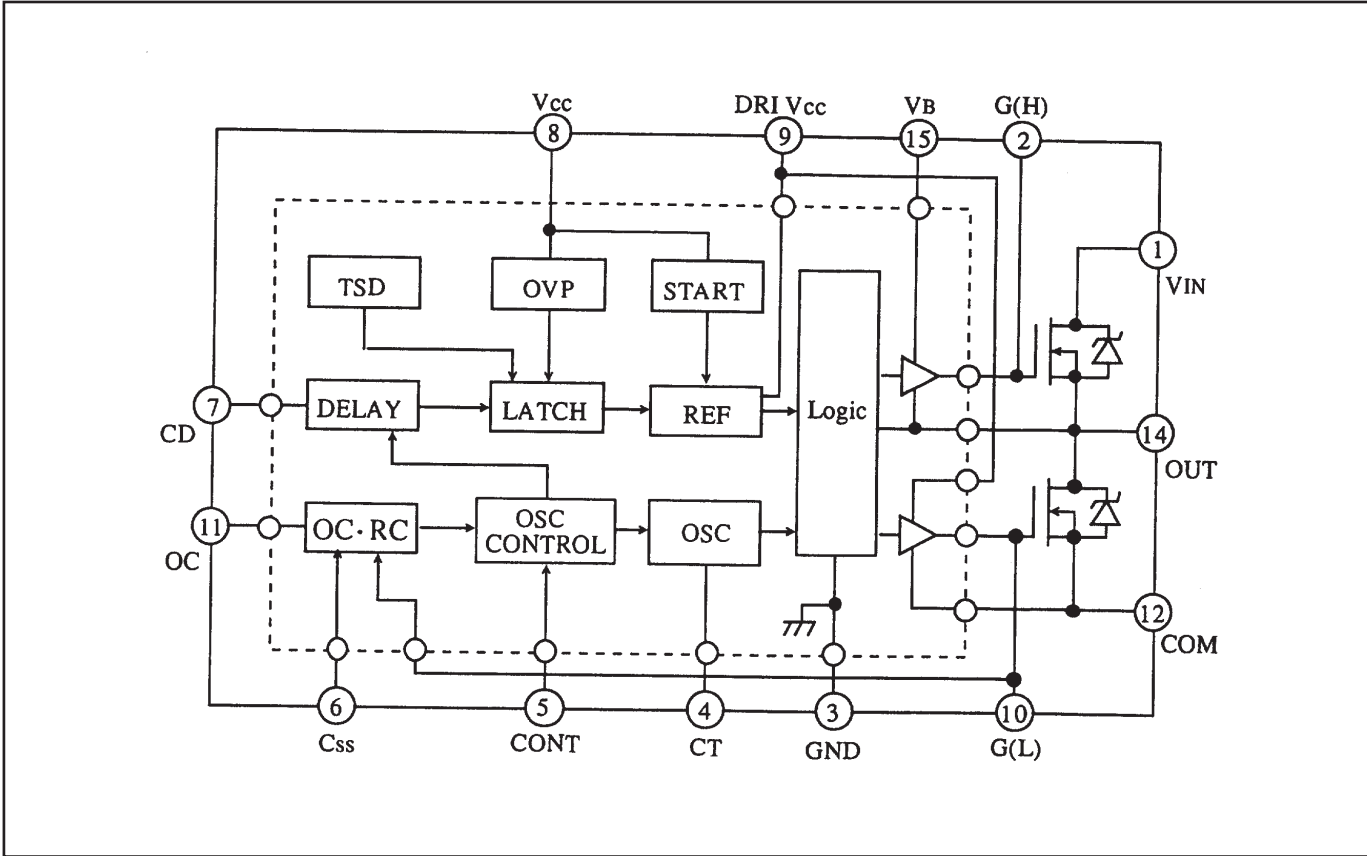 Vcc
DRI Vcc
VB
G(H)
8
9
15
2
1
VIN
TSD
OVP
START
7
CD
DELAY
LATCH
REF
Logic
14
OUT
11
OC
OC·RC
OSC
CONTROL
OSC
12
COM
6
5
4
3
10
Css
CONT
CT
GND
G(L)